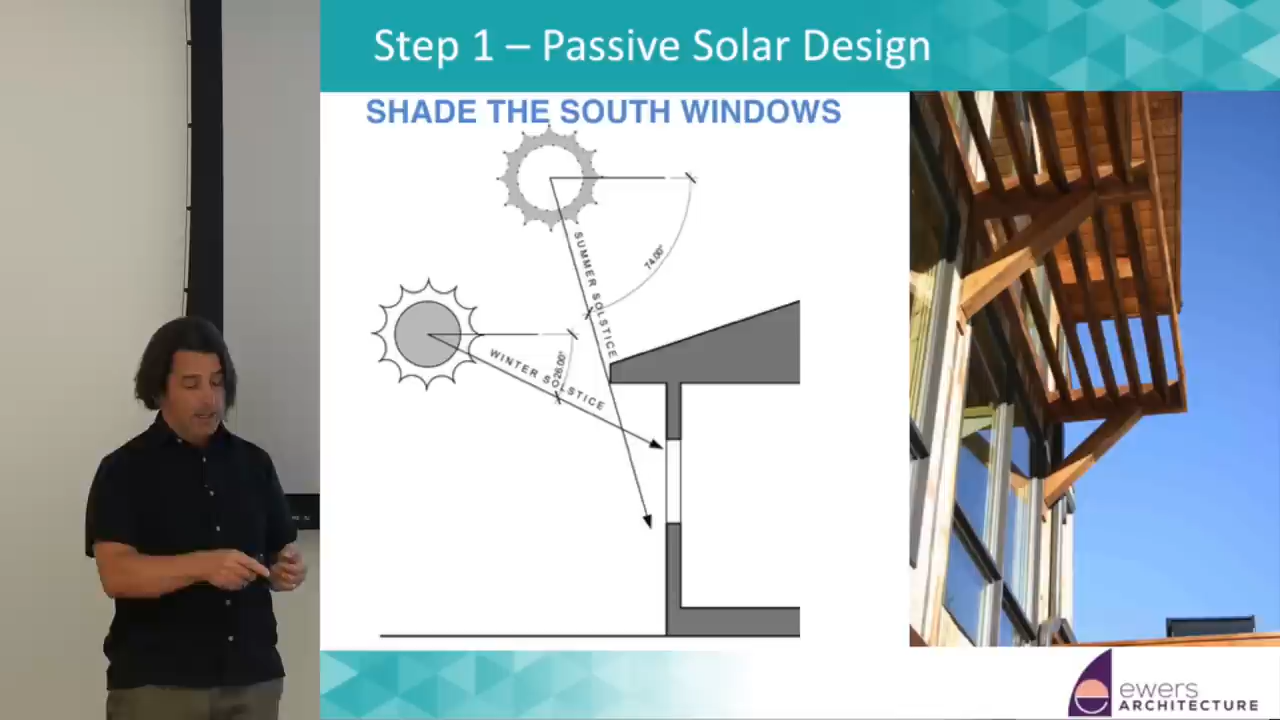 Step 1 – Passive Solar Design
SHADE THE SOUTH WINDOWS
SUMMER SOLSTICE
74.00°
WINTER SOLSTICE
26.00°
ewers
ARCHITECTURE